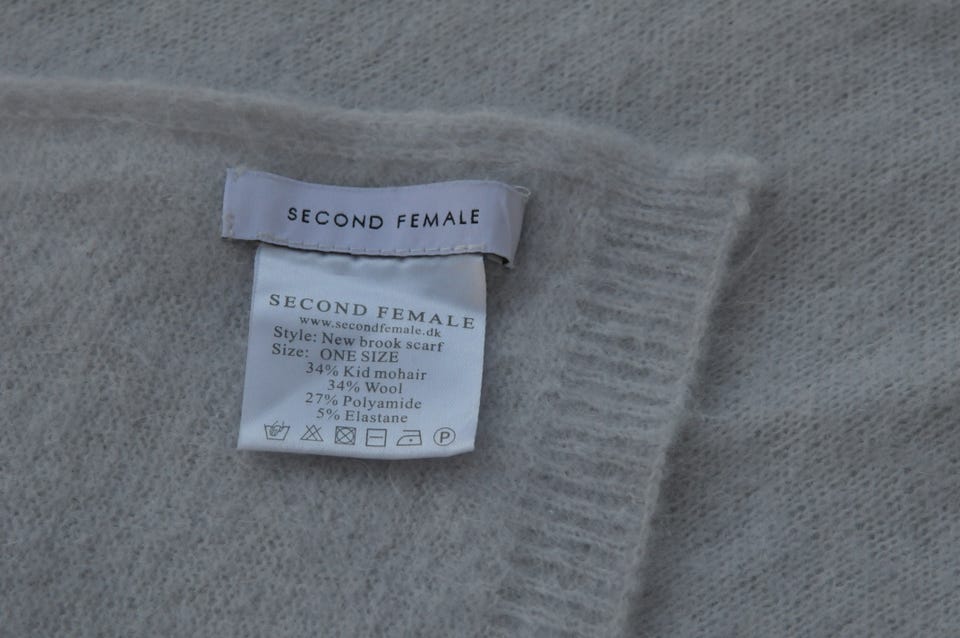 SECOND FEMALE
SECOND FEMALE
www.secondfemale.dk
Style: New brook scarf
Size: ONE SIZE
34% Kid mohair
34% Wool
27% Polyamide
5% Elastane
P